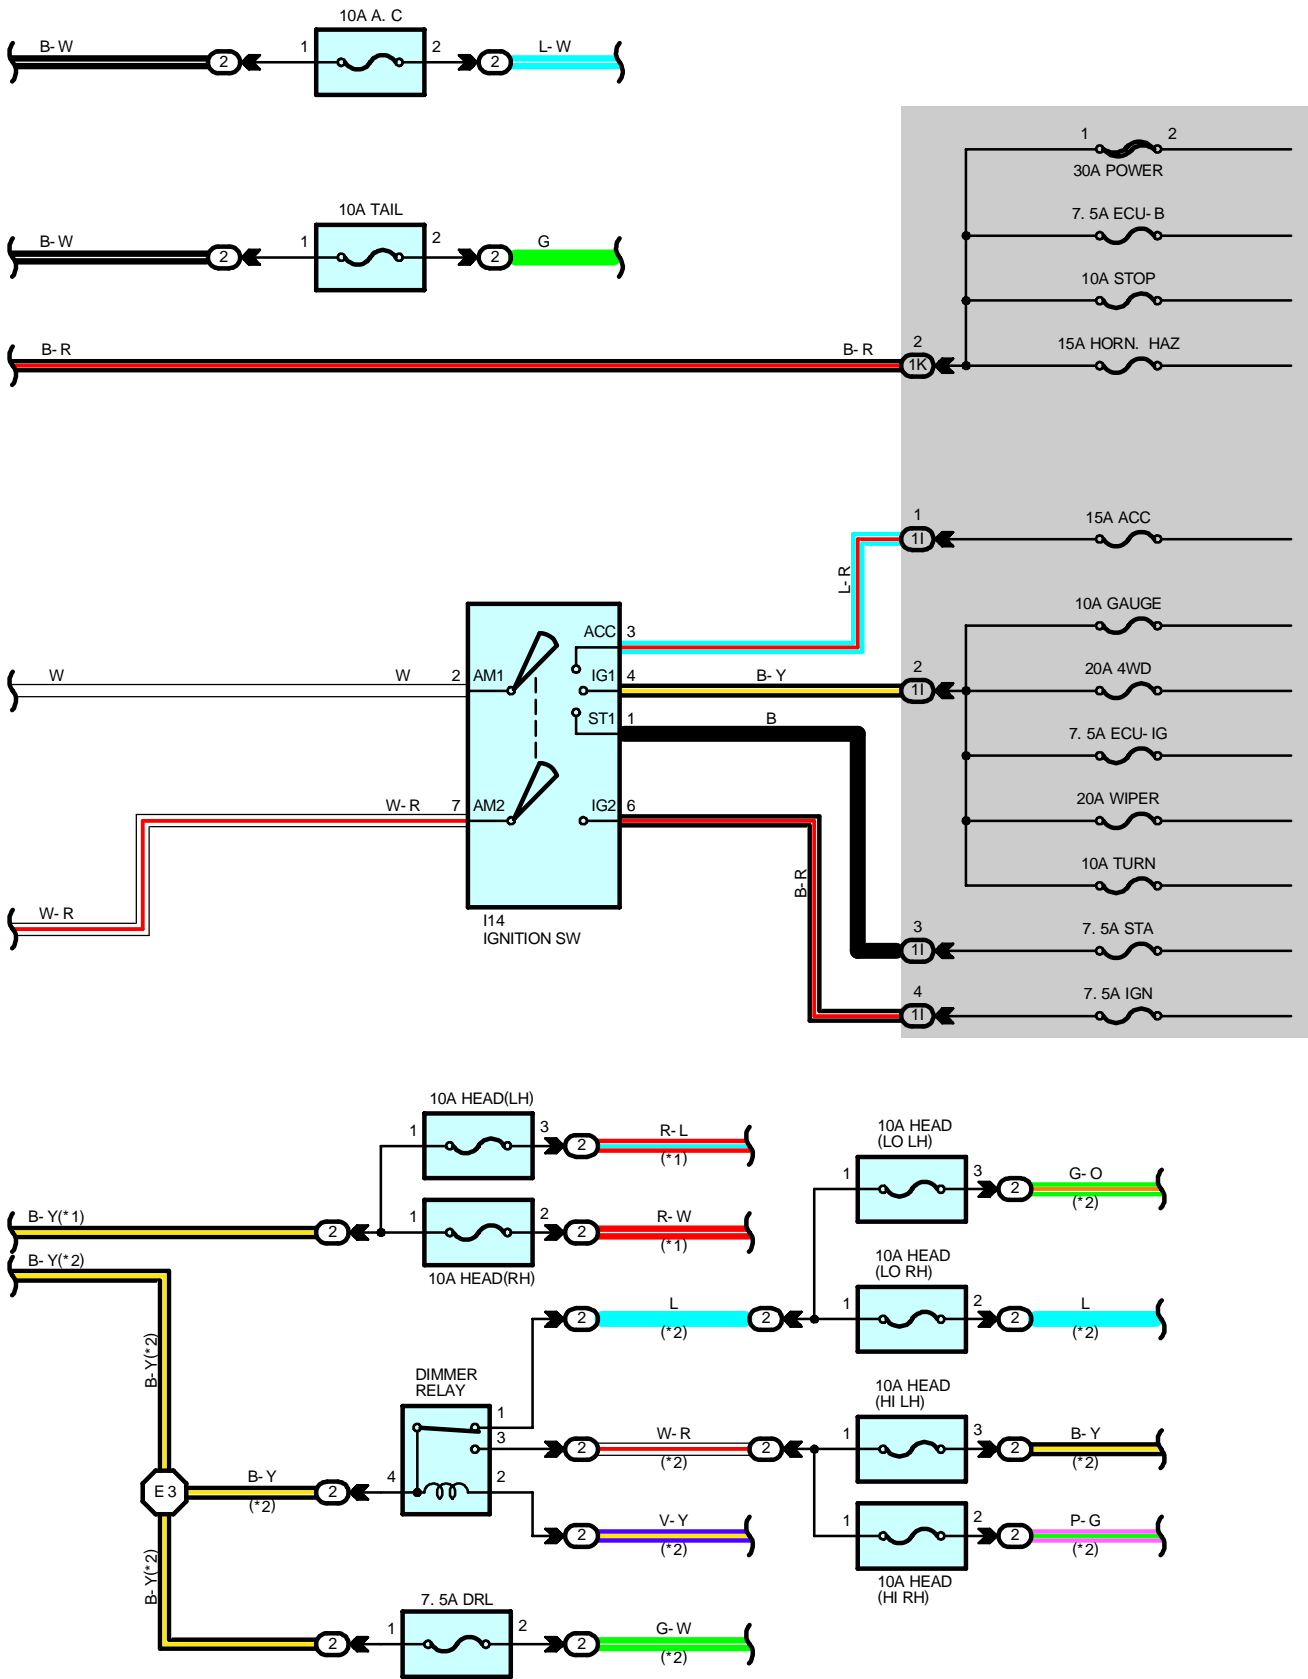 10A A. C
B- W
2
1
2
2
L- W
10A TAIL
B- W
2
1
2
2
G
1
2
30A POWER
7. 5A ECU- B
10A STOP
15A HORN. HAZ
B- R
B- R
2
1K
1
1I
15A ACC
L- R
10A GAUGE
W
W
2
AM1
ACC
3
IG1
4
B- Y
2
1I
20A 4WD
ST1
1
B
7. 5A ECU- IG
W- R
7
AM2
IG2
6
20A WIPER
B- R
10A TURN
W- R
I14
IGNITION SW
3
1I
7. 5A STA
4
1I
7. 5A IGN
10A HEAD(LH)
1
3
2
R- L
(*1)
B- Y(*1)
2
1
2
2
R- W
(*1)
10A HEAD(RH)
10A HEAD
(LO LH)
1
3
2
G- O
(*2)
B- Y(*2)
B- Y(*2)
10A HEAD
(LO RH)
2
L
(*2)
2
1
2
2
L
(*2)
DIMMER
RELAY
1
3
4
2
2
W- R
(*2)
2
10A HEAD
(HI LH)
1
3
2
B- Y
(*2)
E 3
B- Y
(*2)
2
2
V- Y
(*2)
1
2
2
P- G
(*2)
10A HEAD
(HI RH)
B- Y(*2)
7. 5A DRL
2
1
2
2
G- W
(*2)